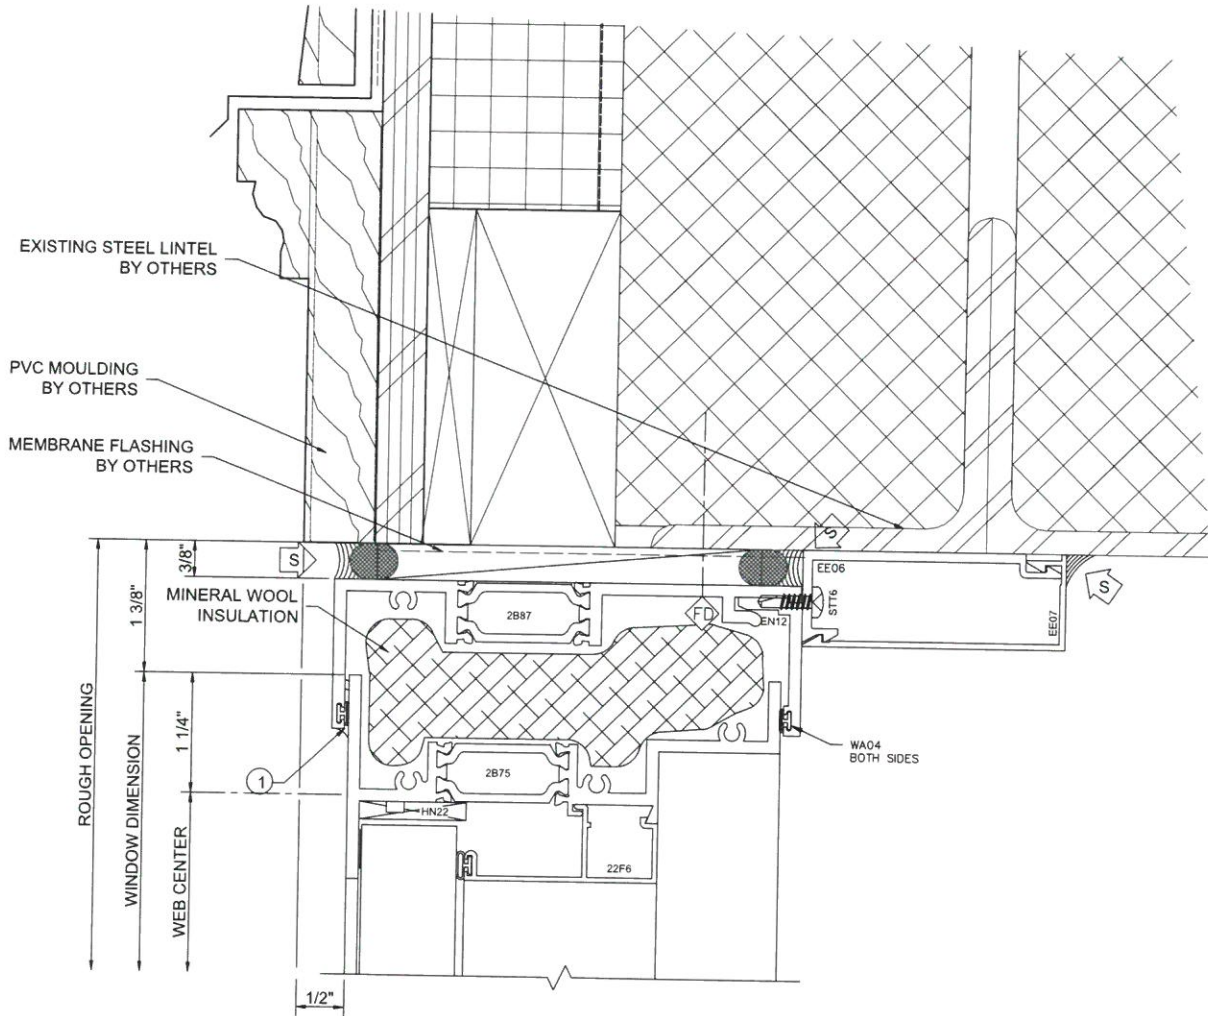 EXISTING STEEL LINTEL
BY OTHERS
PVC MOULDING
BY OTHERS
MEMBRANE FLASHING
BY OTHERS
S
3/8"
S
EE06
S
1 3/8"
MINERAL WOOL
INSULATION
2B87
FD
EN12
STT6
EE07
1 1/4"
1
WA04
BOTH SIDES
2B75
HN22
22F6
ROUGH OPENING
WINDOW DIMENSION
WEB CENTER
1/2"